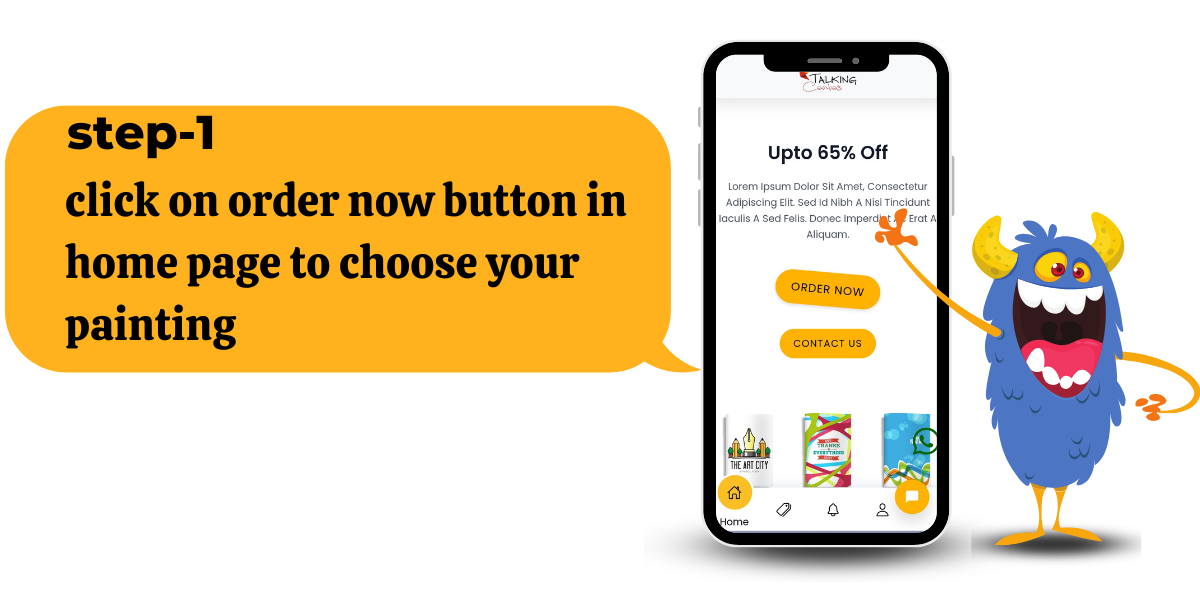 step-1
click on order now button in
home page to choose your
painting
TALKING
Canvas
Upto 65% Off
Lorem Ipsum Dolor Sit Amet, Consectetur
Adipiscing Elit. Sed Id Nibh A Nisi Tincidunt
Iaculis A Sed Felis. Donec Imperdiet Ac Erat A
Aliquam.
ORDER NOW
CONTACT US
THE ART CITY
THANKS
EVERYTHING
Home